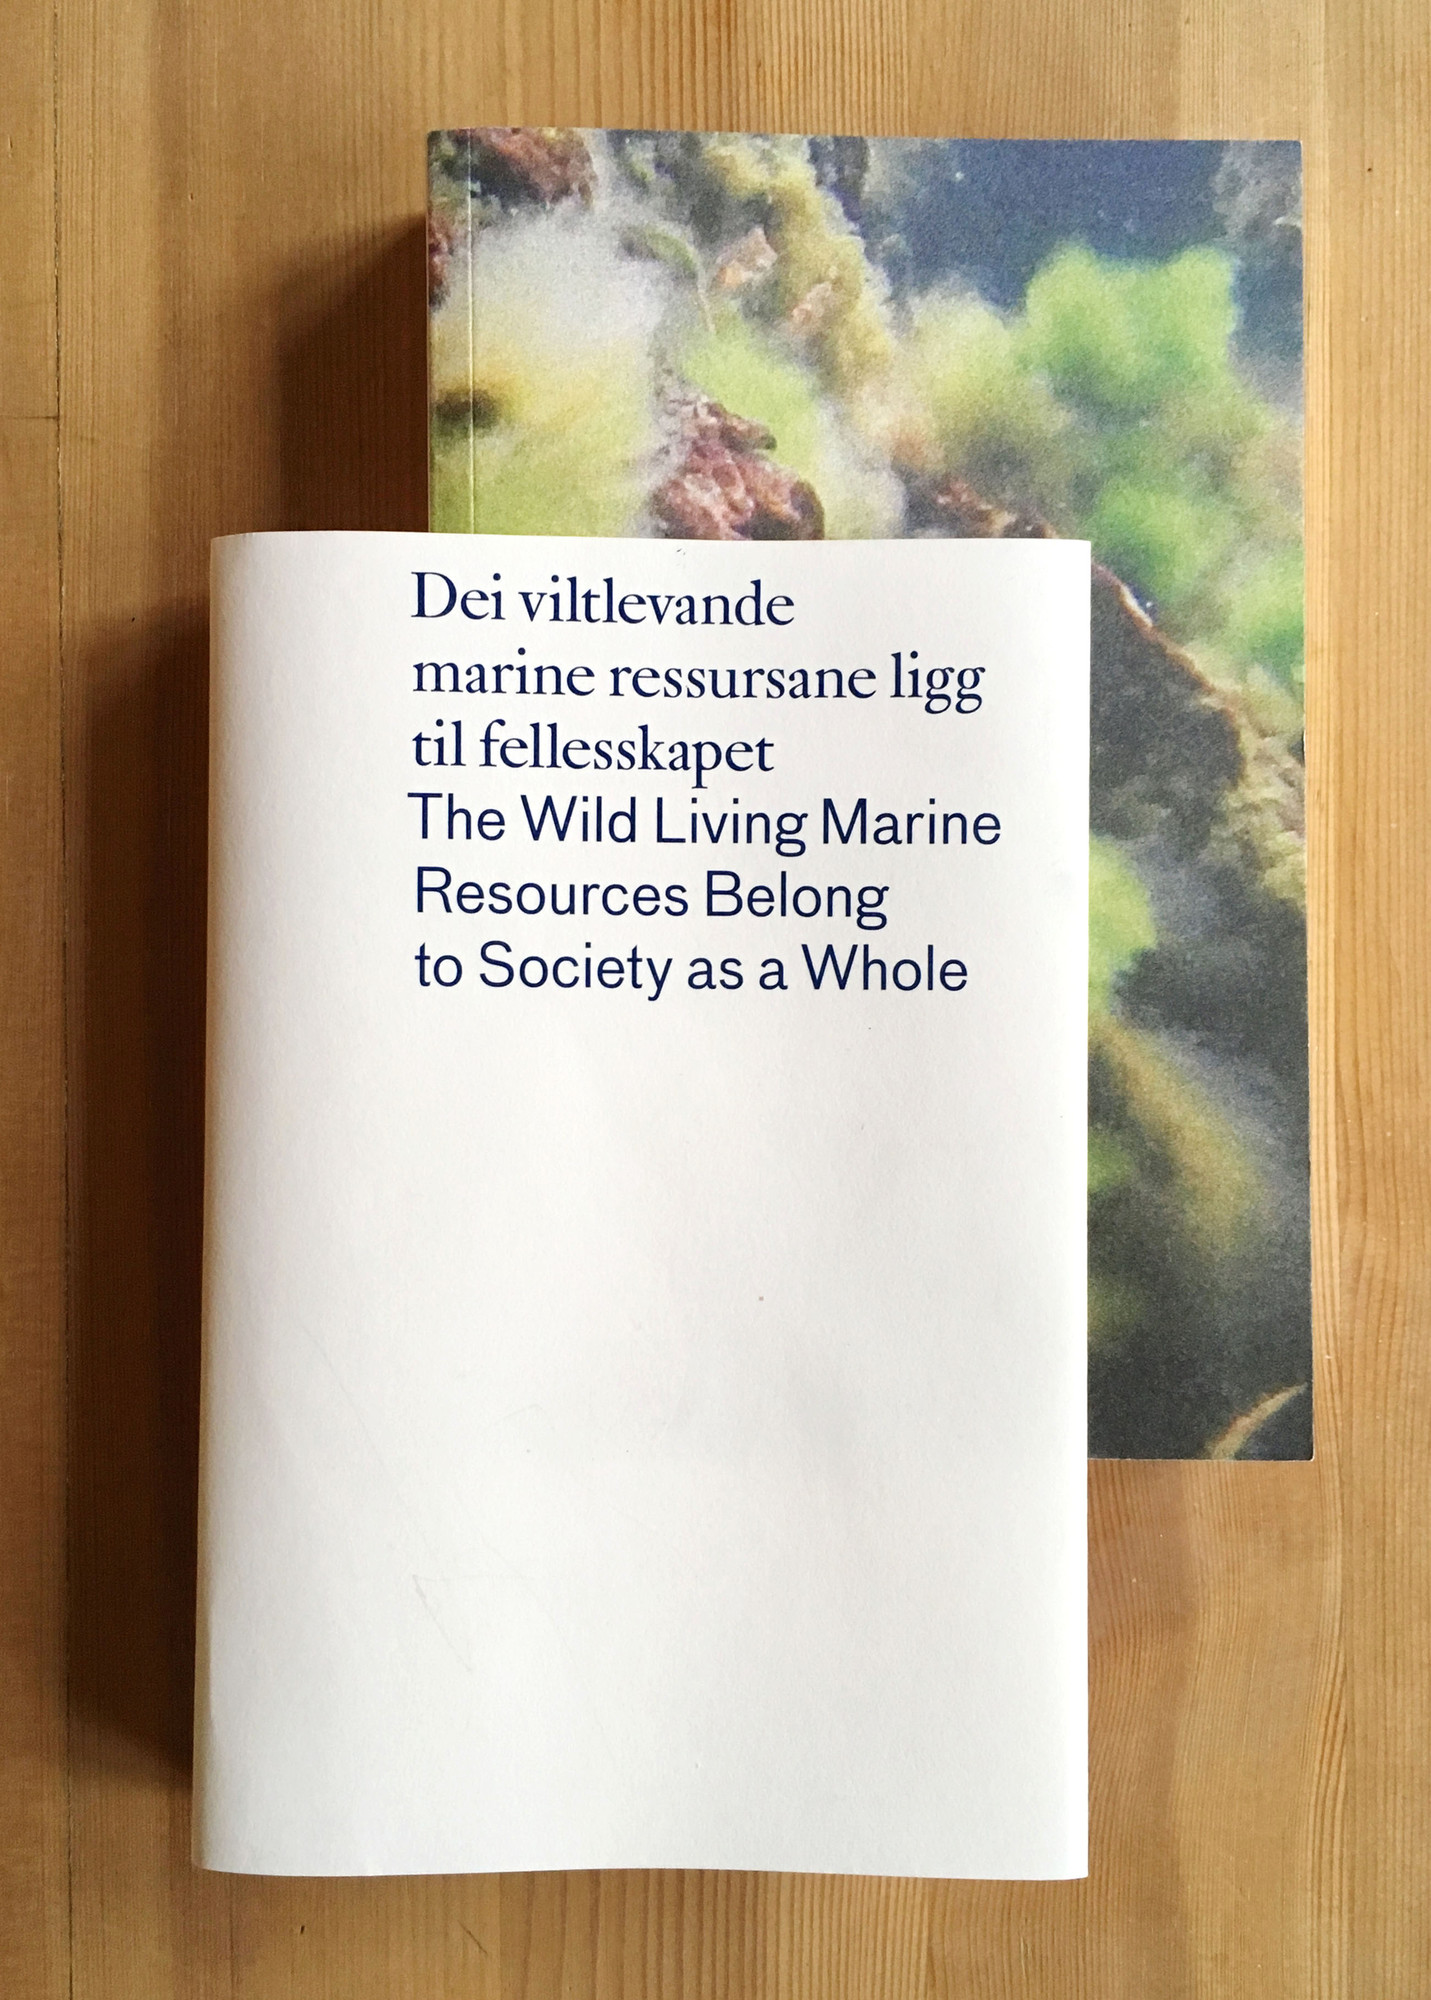 Dei viltlevande
marine ressursane ligg
til fellesskapet
The Wild Living Marine
Resources Belong
to Society as a Whole